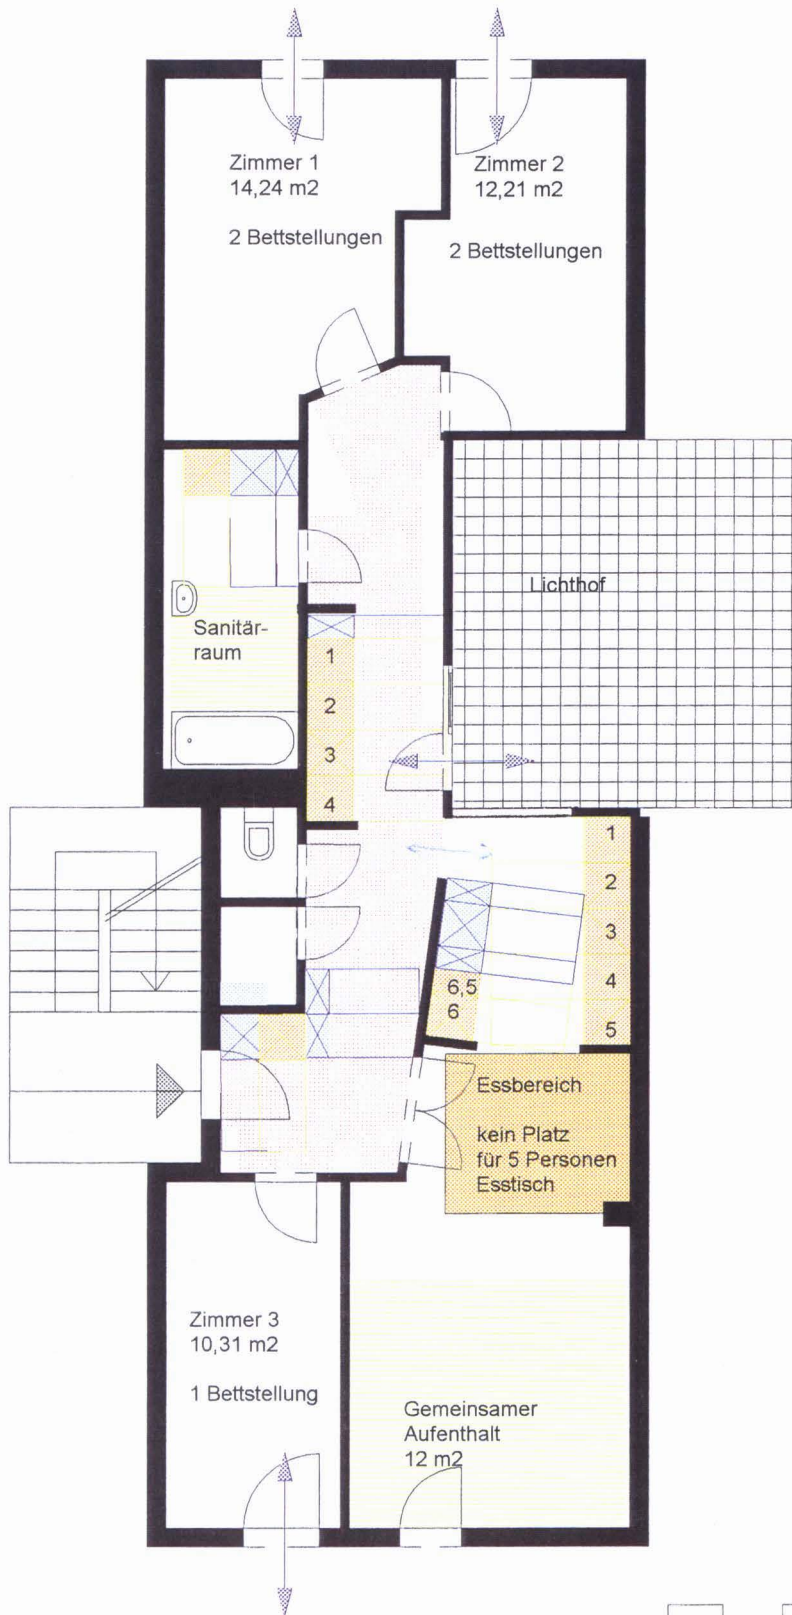 Zimmer 1
14,24 m2
2 Bettstellungen
Zimmer 2
12,21 m2
2 Bettstellungen
Lichthof
Sanitär-
raum
1
2
3
4
1
2
3
4
5
6,5
6
Essbereich
kein Platz
für 5 Personen
Esstisch
Zimmer 3
10,31 m2
1 Bettstellung
Gemeinsamer
Aufenthalt
12 m2